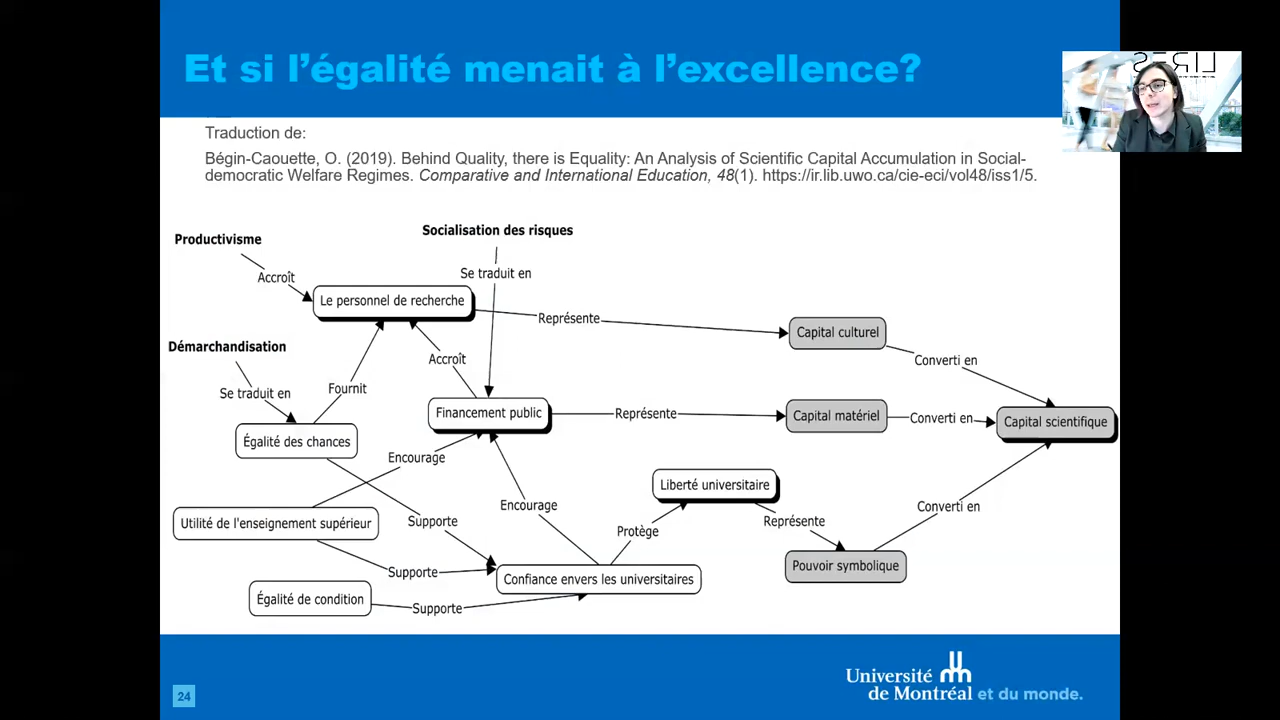 Et si l'égalité menait à l'excellence?
LIRES
Traduction de:
Bégin-Caouette, O. (2019). Behind Quality, there is Equality: An Analysis of Scientific Capital Accumulation in Social-
democratic Welfare Regimes. Comparative and International Education, 48(1). https://ir.lib.uwo.ca/cie-eci/vol48/iss1/5.
Socialisation des risques
Productivisme
Se traduit en
Accroît
Le personnel de recherche
Représente
Capital culturel
Démarchandisation
Accroît
Converti en
Se traduit en
Fournit
Financement public
Représente
Capital matériel
Converti en
Capital scientifique
Égalité des chances
Encourage
Liberté universitaire
Encourage
Converti en
Utilité de l'enseignement supérieur
Supporte
Protège
Représente
Supporte
Confiance envers les universitaires
Pouvoir symbolique
Égalité de condition
Supporte
24
Université
de Montréal et du monde.